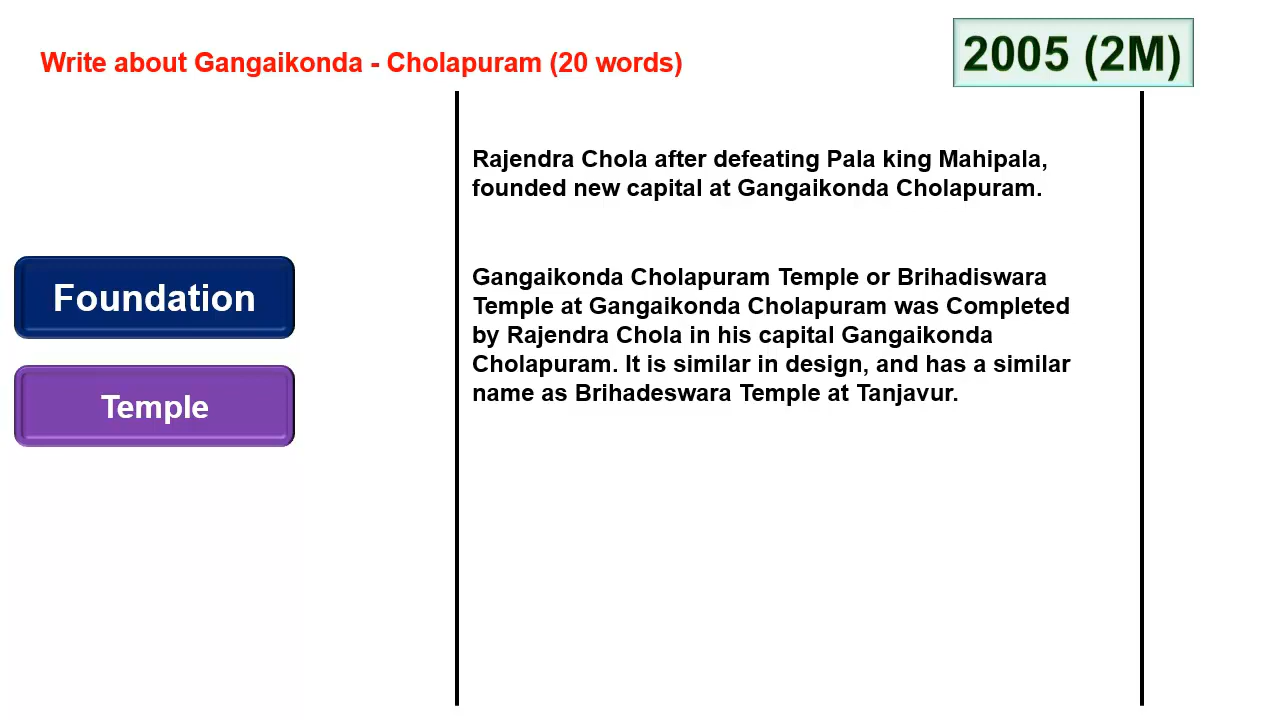 Write about Gangaikonda - Cholapuram (20 words)
2005 (2M)
Rajendra Chola after defeating Pala king Mahipala,
founded new capital at Gangaikonda Cholapuram.
Foundation
Gangaikonda Cholapuram Temple or Brihadiswara
Temple at Gangaikonda Cholapuram was Completed
by Rajendra Chola in his capital Gangaikonda
Cholapuram. It is similar in design, and has a similar
name as Brihadeswara Temple at Tanjavur.
Temple